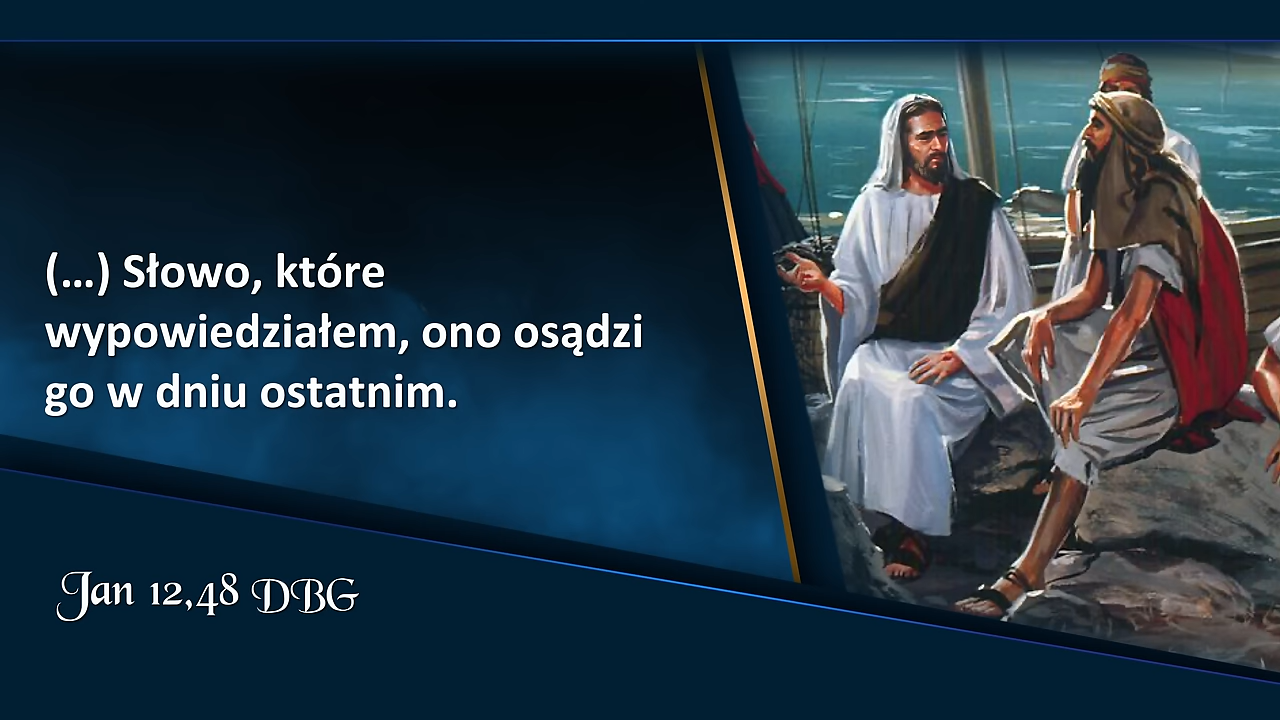 (…) Słowo, które
wypowiedziałem, ono osądzi
go w dniu ostatnim.
Jan 12,48 DBG